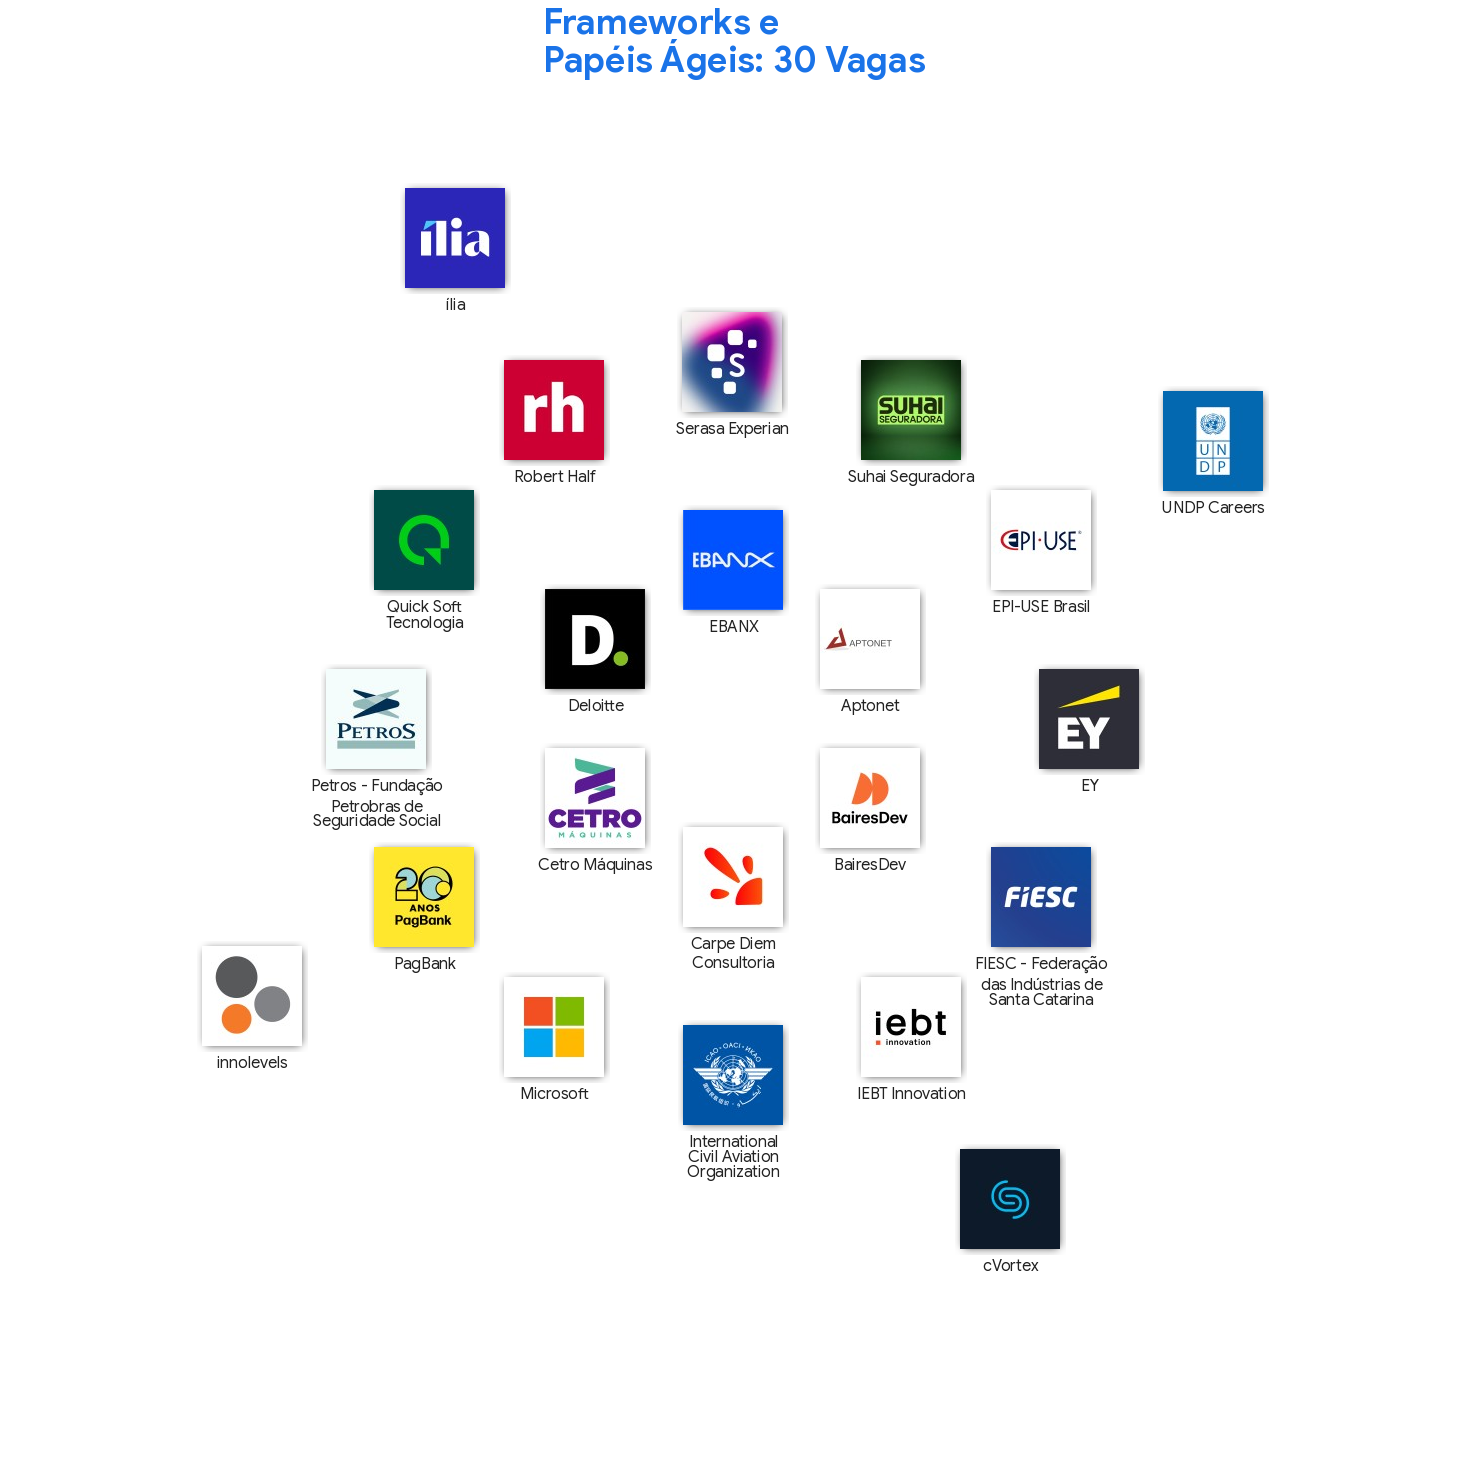 Frameworks e
Papéis Ágeis: 30 Vagas
ília
ília
Serasa Experian
S
rh
Robert Half
SUHAI
SEGURADORA
Suhai Seguradora
U N
D P
UNDP Careers
Quick Soft
Tecnologia
EBANX
EBANX
EPI·USE®
EPI-USE Brasil
D.
Deloitte
APTONET
Aptonet
PETROS
Petros - Fundação
Petrobras de
Seguridade Social
EY
EY
CETRO
MÁQUINAS
Cetro Máquinas
BairesDev
BairesDev
20
ANOS
PagBank
PagBank
Carpe Diem
Consultoria
FIESC
FIESC - Federação
das Indústrias de
Santa Catarina
innolevels
Microsoft
ICAO · OACI · ИКАО
International
Civil Aviation
Organization
iebt
innovation
IEBT Innovation
cVortex